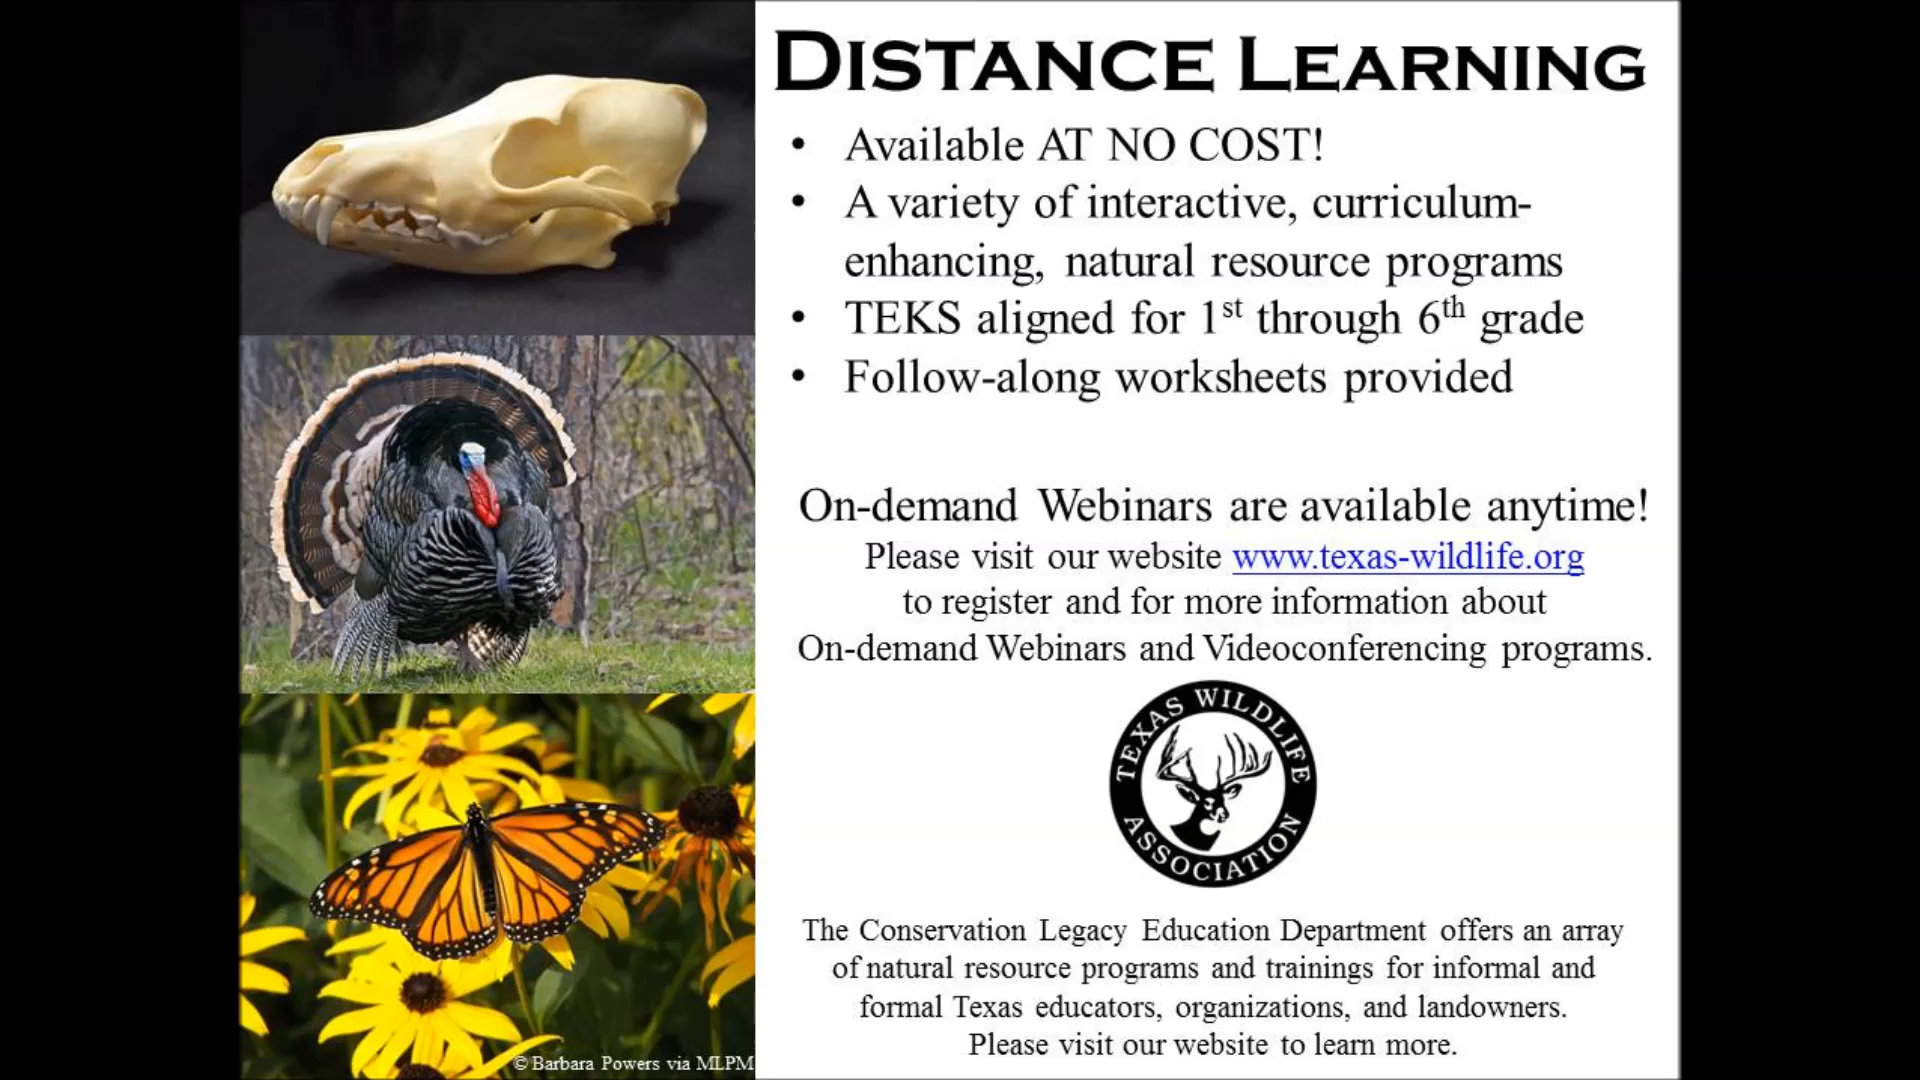 DISTANCE LEARNING
• Available AT NO COST!
• A variety of interactive, curriculum-
enhancing, natural resource programs
• TEKS aligned for 1st through 6th grade
• Follow-along worksheets provided
On-demand Webinars are available anytime!
Please visit our website www.texas-wildlife.org
to register and for more information about
On-demand Webinars and Videoconferencing programs.
TEXAS WILDLIFE
ASSOCIATION
The Conservation Legacy Education Department offers an array
of natural resource programs and trainings for informal and
formal Texas educators, organizations, and landowners.
Please visit our website to learn more.
© Barbara Powers via MLPM